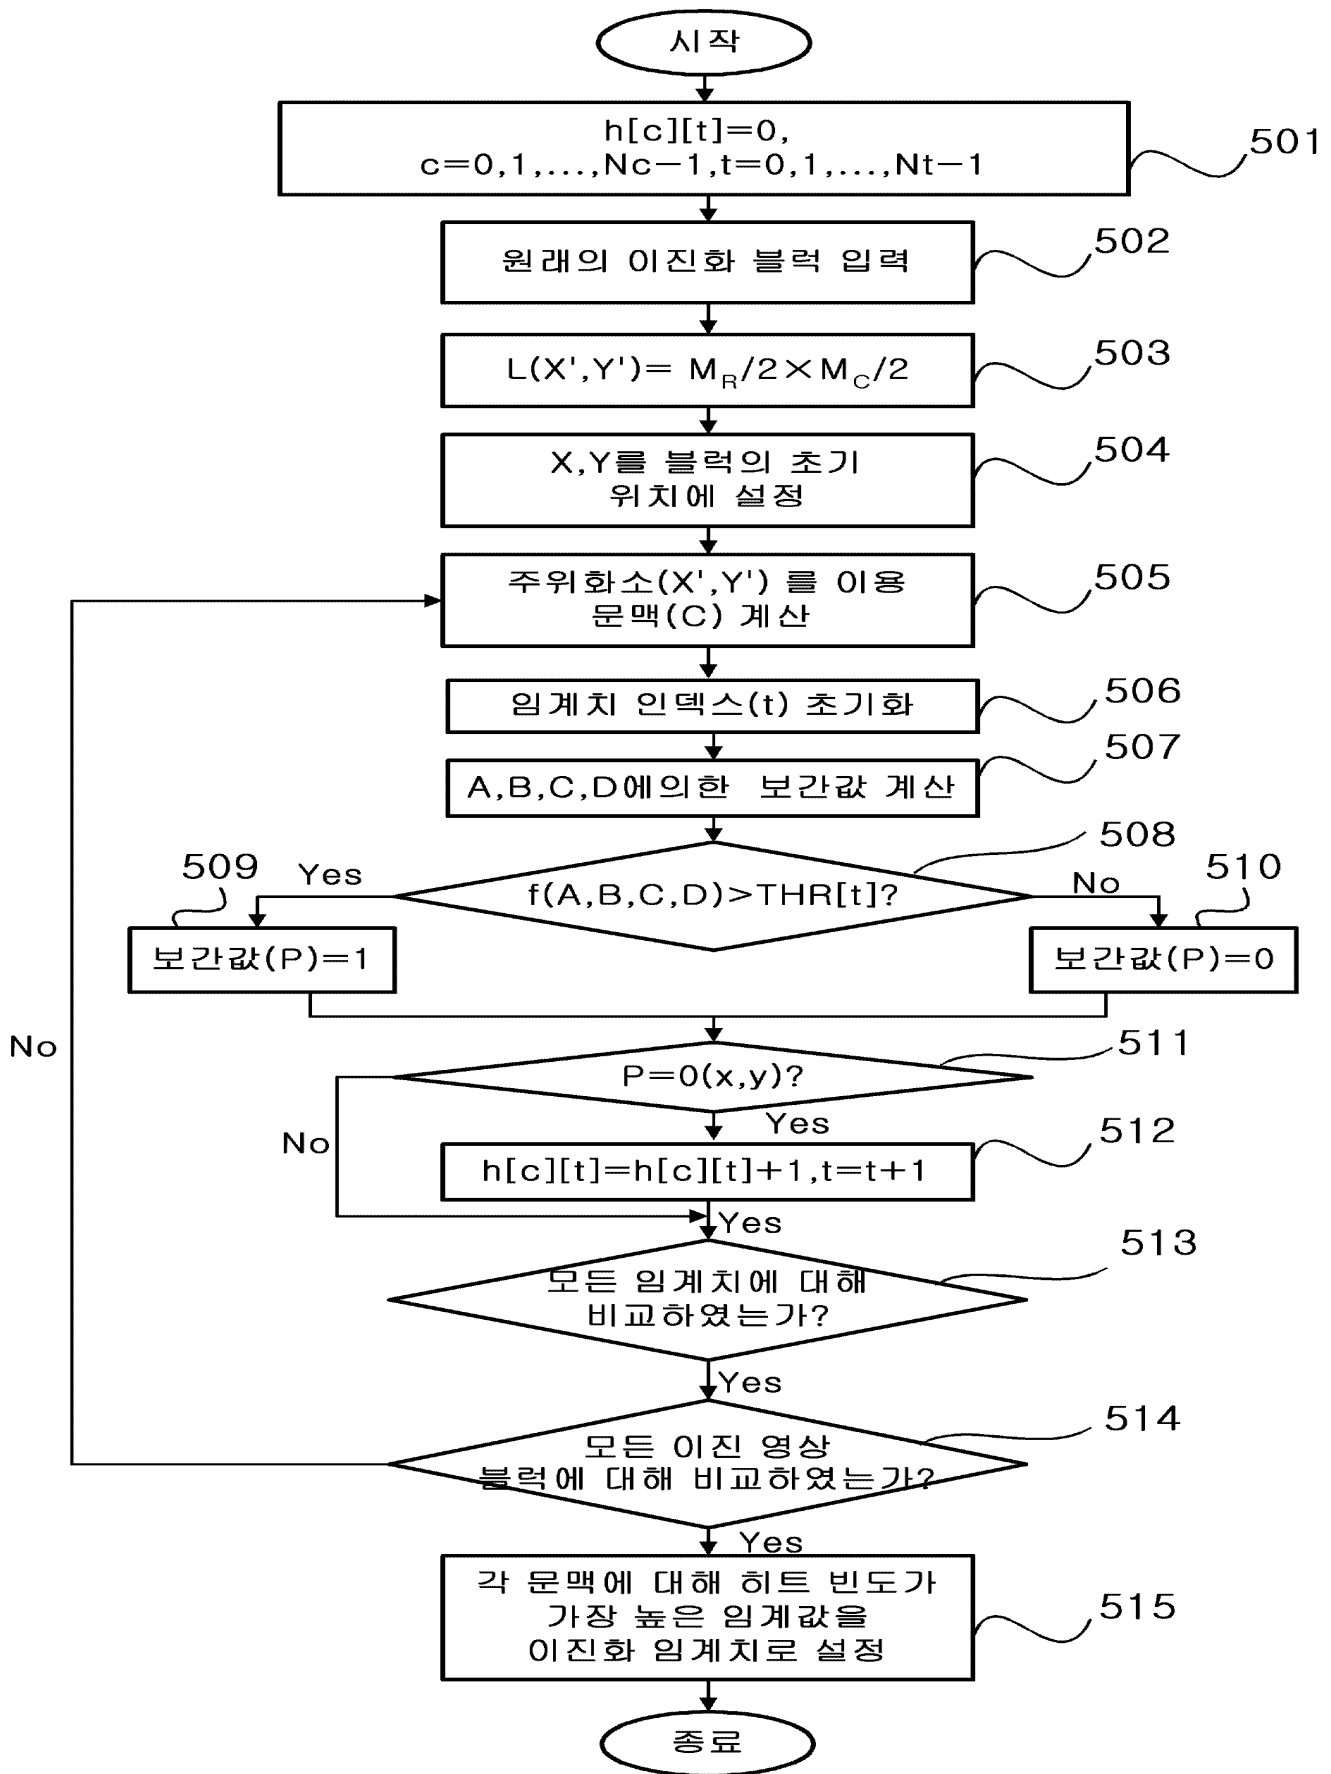 시작
h[c][t]=0,
c=0,1,...,Nc-1,t=0,1,...,Nt-1
501
원래의 이진화 블럭 입력
502
L(X',Y')= M_R/2×M_C/2
503
X,Y를 블럭의 초기
위치에 설정
504
주위화소(X',Y') 를 이용
문맥(C) 계산
505
임계치 인덱스(t) 초기화
506
A,B,C,D에의한 보간값 계산
507
f(A,B,C,D)>THR[t]?
508
Yes
No
509
보간값(P)=1
510
보간값(P)=0
No
P=0(x,y)?
511
Yes
No
h[c][t]=h[c][t]+1,t=t+1
512
Yes
모든 임계치에 대해
비교하였는가?
513
Yes
모든 이진 영상
블럭에 대해 비교하였는가?
514
Yes
각 문맥에 대해 히트 빈도가
가장 높은 임계값을
이진화 임계치로 설정
515
종료